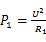 P₁ = U²/R₁